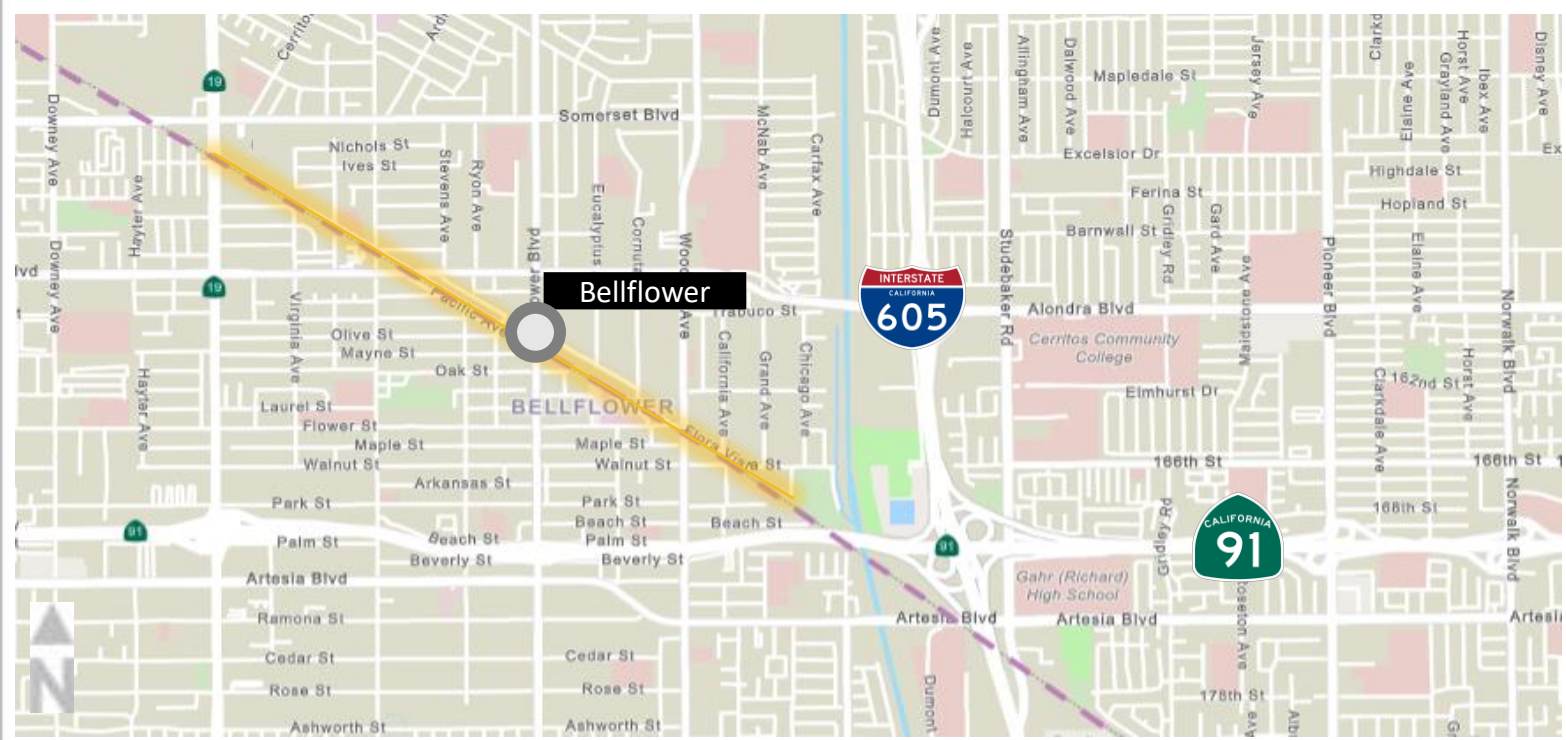 Cerritos
19
Somerset Blvd
McNab Ave
Carfax Ave
Dumont Ave
Halcourt Ave
Allingham Ave
Dalwood Ave
Mapledale St
Jersey Ave
Elaine Ave
Horst Ave
Grayland Ave
Ibex Ave
Disney Ave
Downey Ave
Hayter Ave
Nichols St
Ives St
Stevens Ave
Ryon Ave
Eucalyptus
Excelsior Dr
Ferina St
Highdale St
Hopland St
Barnwall St
Gridley Rd
Gard Ave
Studebaker Rd
Pioneer Blvd
Elaine Ave
Downey Ave
19
Virginia Ave
Pacific Ave
Bellflower
Trabuco St
INTERSTATE
CALIFORNIA
605
Alondra Blvd
Madisona Ave
Norwalk Blvd
Olive St
Mayne St
Oak St
Cerritos Community
College
California Ave
Grand Ave
Chicago Ave
Hayter Ave
Elmhurst Dr
162nd St
Clarkdale Ave
Horst Ave
Laurel St
BELLFLOWER
Flower St
Maple St
Walnut St
Maple St
Walnut St
Flora Vista St
166th St
166th St
Arkansas St
Park St
Park St
Beach St
Beach St
168th St
Norwalk Blvd
91
Palm St
Beach St
Beverly St
Palm St
Beverly St
91
Gridley Rd
CALIFORNIA
91
Artesia Blvd
Gahr (Richard)
High School
Roseton Ave
Ramona St
Artesia Blvd
Artesia Blvd
Cedar St
Cedar St
Rose St
Rose St
Dumont
178th St
Ashworth St
Ashworth St
N